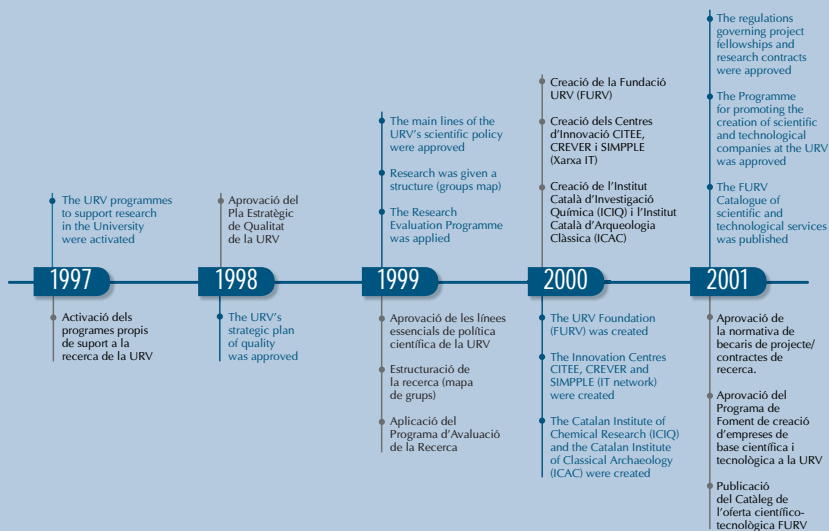 The URV programmes
to support research
in the University
were activated
1997
Activació dels
programes propis
de suport a la
recerca de la URV
Aprovació del
Pla Estratègic
de Qualitat
de la URV
1998
The URV's
strategic plan
of quality
was approved
The main lines of the
URV's scientific policy
were approved
Research was given a
structure (groups map)
The Research
Evaluation Programme
was applied
1999
Aprovació de les línees
essencials de política
científica de la URV
Estructuració de
la recerca (mapa
de grups)
Aplicació del
Programa d'Avaluació
de la Recerca
Creació de la Fundació
URV (FURV)
Creació dels Centres
d'Innovació CITEE,
CREVER i SIMPPLE
(Xarxa IT)
Creació de l'Institut
Català d'Investigació
Química (ICIQ) i l'Institut
Català d'Arqueologia
Clàssica (ICAC)
2000
The URV Foundation
(FURV) was created
The Innovation Centres
CITEE, CREVER and
SIMPPLE (IT network)
were created
The Catalan Institute of
Chemical Research (ICIQ)
and the Catalan Institute
of Classical Archaeology
(ICAC) were created
The regulations
governing project
fellowships and
research contracts
were approved
The Programme
for promoting the
creation of scientific
and technological
companies at the URV
was approved
The FURV
Catalogue of
scientific and
technological services
was published
2001
Aprovació de
la normativa de
becaris de projecte/
contractes de
recerca.
Aprovació del
Programa de
Foment de creació
d'empreses de
base científica i
tecnològica a la URV
Publicació
del Catàleg de
l'oferta científico-
tecnològica FURV